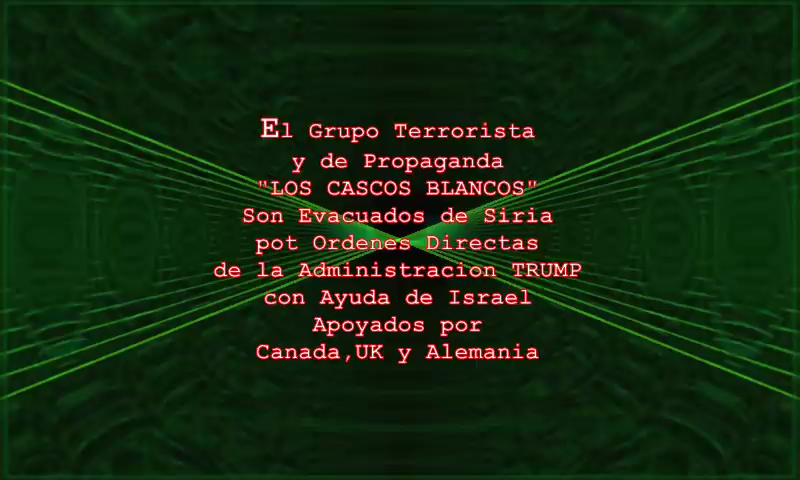 El Grupo Terrorista
y de Propaganda
"LOS CASCOS BLANCOS"
Son Evacuados de Siria
pot Ordenes Directas
de la Administracion TRUMP
con Ayuda de Israel
Apoyados por
Canada,UK y Alemania